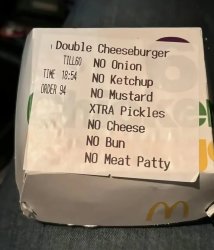 1 Double Cheeseburger
TILL60 NO Onion
NO Ketchup
TIME 18:54 NO Mustard
ORDER 94 XTRA Pickles
NO Cheese
NO Bun
NO Meat Patty